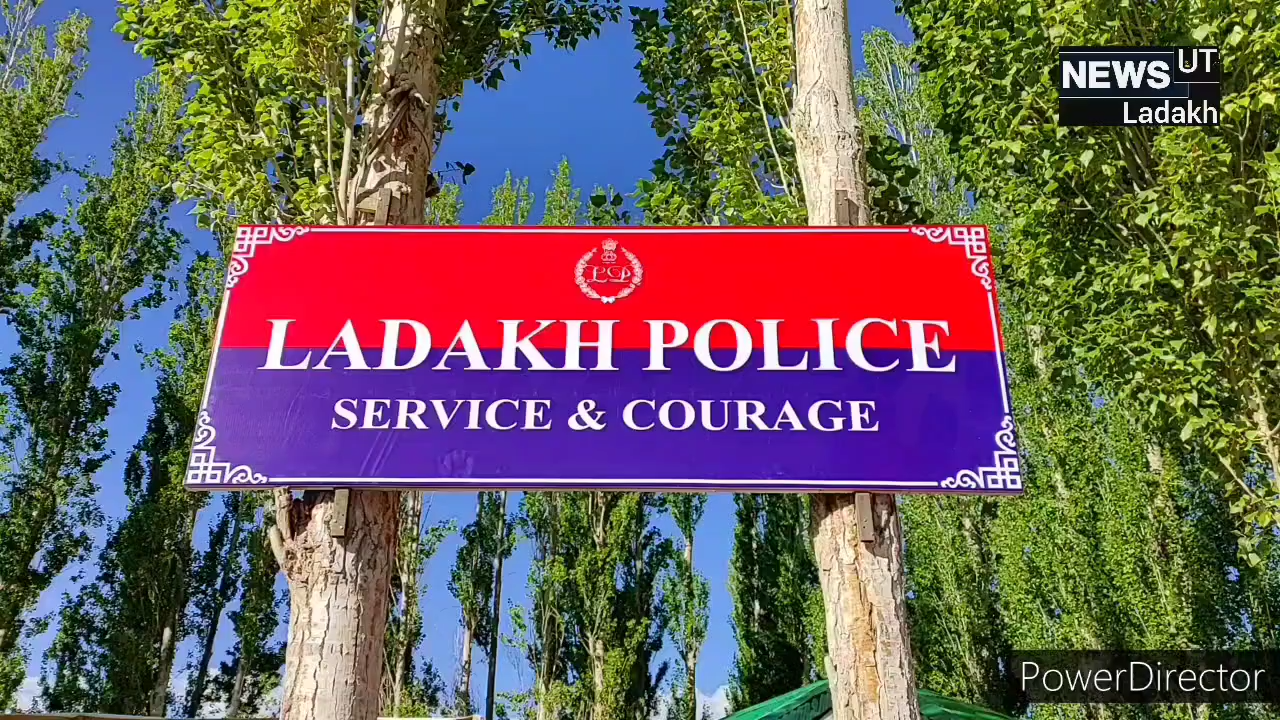 NEWS UT
Ladakh
LP
LADAKH POLICE
SERVICE & COURAGE
PowerDirector